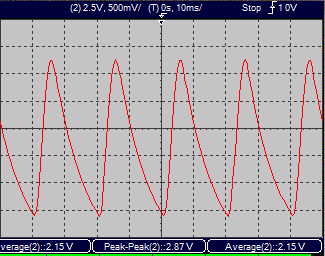 (2) 2.5V, 500mV/ (T) 0s, 10ms/ Stop 1 0V
verage(2)::2.15 V Peak-Peak(2)::2.87 V Average(2)::2.15 V